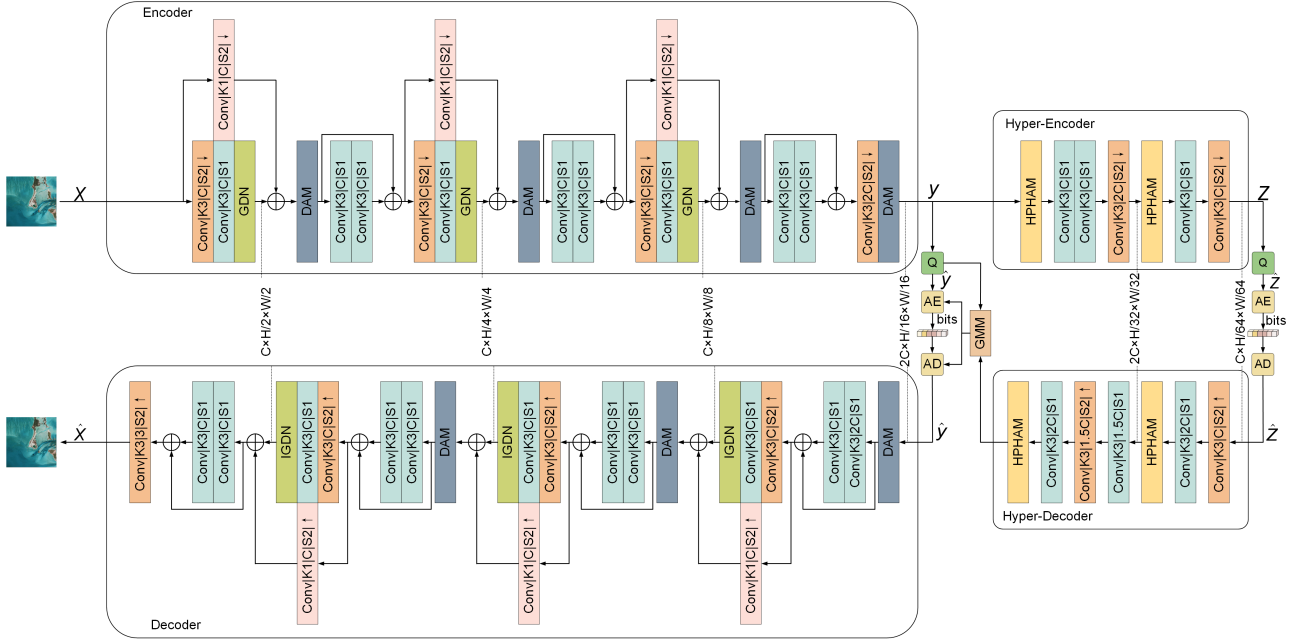 Encoder
Conv|K1|C|S2|↓
Conv|K1|C|S2|↓
Conv|K1|C|S2|↓
X
Conv|K3|C|S2|↓
Conv|K3|C|S1
GDN
DAM
Conv|K3|C|S1
Conv|K3|C|S1
Conv|K3|C|S2|↓
Conv|K3|C|S1
GDN
DAM
Conv|K3|C|S1
Conv|K3|C|S1
Conv|K3|C|S2|↓
Conv|K3|C|S1
GDN
DAM
Conv|K3|C|S1
Conv|K3|C|S1
Conv|K3|2C|S2|↓
DAM
y
Hyper-Encoder
HPHAM
Conv|K3|C|S1
Conv|K3|C|S1
Conv|K3|2C|S2|↓
HPHAM
Conv|K3|C|S1
Conv|K3|C|S2|↓
Z
C×H/2×W/2
C×H/4×W/4
C×H/8×W/8
2C×H/16×W/16
2C×H/32×W/32
C×H/64×W/64
Q
ŷ
AE
bits
AD
GMM
Q
ẑ
AE
bits
AD
X̂
Conv|K3|3|S2|↑
Conv|K3|C|S1
Conv|K3|C|S1
IGDN
Conv|K3|C|S1
Conv|K3|C|S2|↑
Conv|K3|C|S1
Conv|K3|C|S1
DAM
IGDN
Conv|K3|C|S1
Conv|K3|C|S2|↑
Conv|K3|C|S1
Conv|K3|C|S1
DAM
IGDN
Conv|K3|C|S1
Conv|K3|C|S2|↑
Conv|K3|C|S1
Conv|K3|2C|S1
DAM
ŷ
HPHAM
Conv|K3|2C|S1
Conv|K3|1.5C|S2|↑
Conv|K3|1.5C|S1
HPHAM
Conv|K3|2C|S1
Conv|K3|C|S2|↑
Ẑ
Hyper-Decoder
Conv|K1|C|S2|↑
Conv|K1|C|S2|↑
Conv|K1|C|S2|↑
Decoder